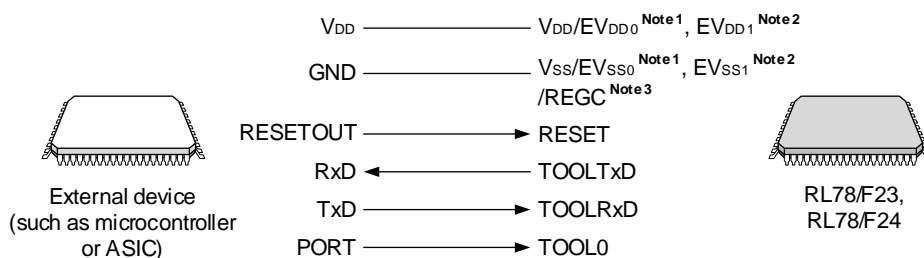 VDD VDD/EVDD0 Note 1, EVDD1 Note 2
GND VSS/EVSS0 Note 1, EVSS1 Note 2
/REGC Note 3
RESETOUT RESET
RxD TOOLTxD
TxD TOOLRxD
PORT TOOL0
External device
(such as microcontroller
or ASIC)
RL78/F23,
RL78/F24